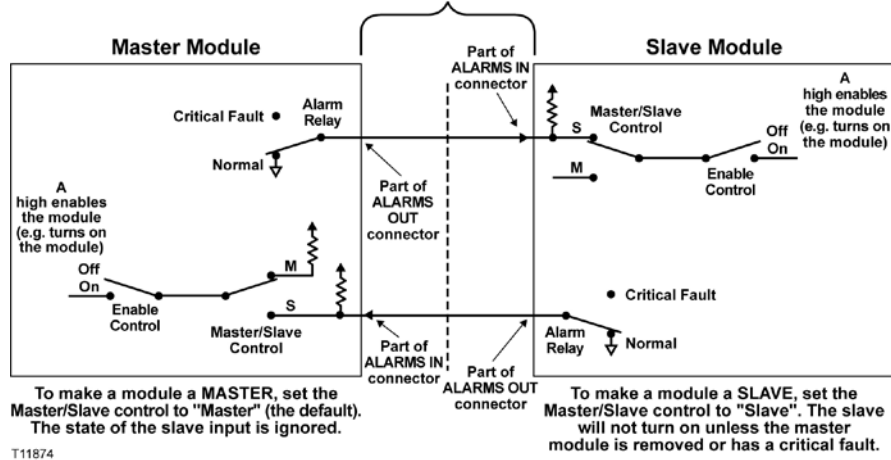 Master Module
Slave Module
Part of
ALARMS IN
connector
Critical Fault
Alarm
Relay
Normal
Part of
ALARMS
OUT
connector
A
high enables
the module
(e.g. turns on
the module)
Off
On
Enable
Control
M
S
Master/Slave
Control
Part of
ALARMS IN
connector
S
M
Master/Slave
Control
A
high enables
the module
(e.g. turns on
the module)
Off
On
Enable
Control
Critical Fault
Alarm
Relay
Normal
Part of
ALARMS OUT
connector
To make a module a MASTER, set the
Master/Slave control to "Master" (the default).
The state of the slave input is ignored.
To make a module a SLAVE, set the
Master/Slave control to "Slave". The slave
will not turn on unless the master
module is removed or has a critical fault.
T11874